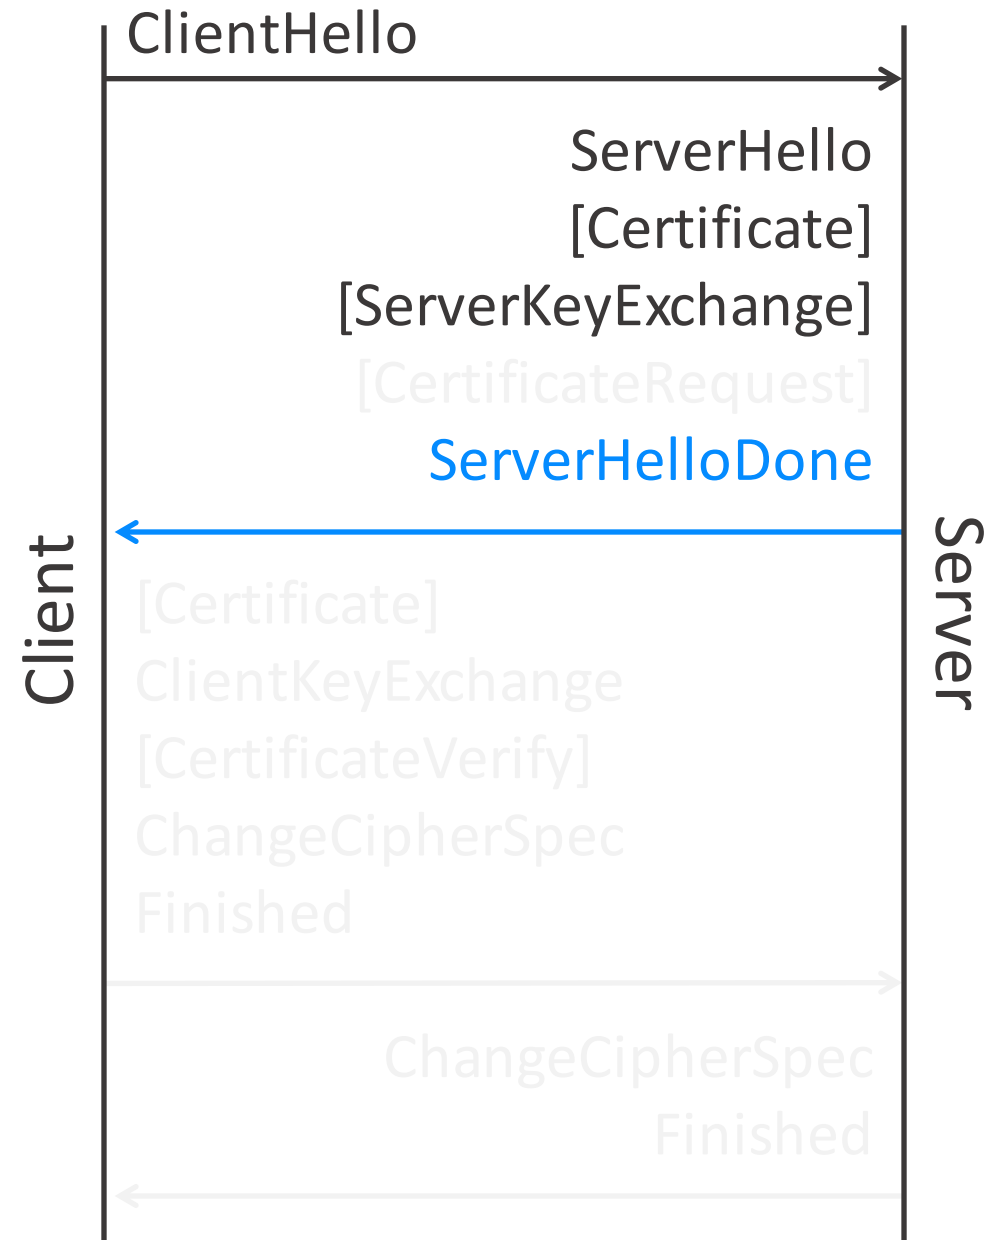 ClientHello
ServerHello
[Certificate]
[ServerKeyExchange]
[CertificateRequest]
ServerHelloDone
Client
Server
[Certificate]
ClientKeyExchange
[CertificateVerify]
ChangeCipherSpec
Finished
ChangeCipherSpec
Finished